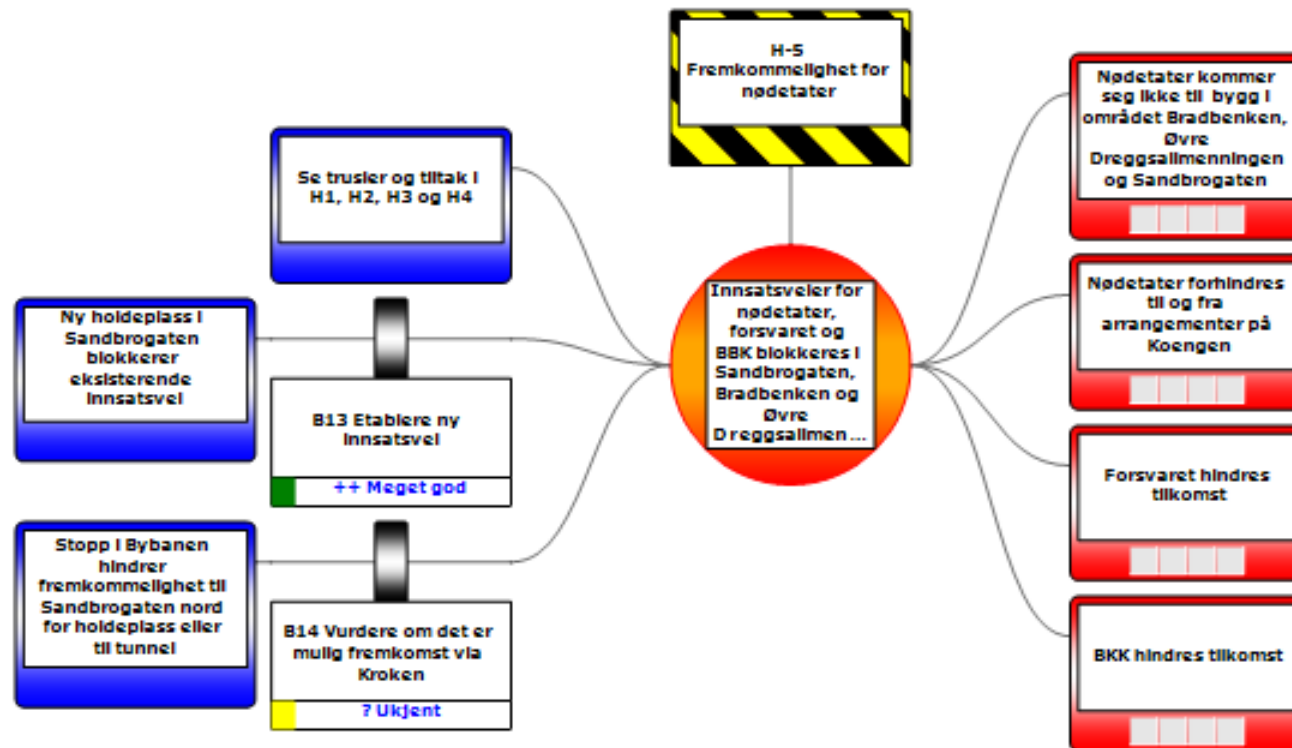 H-5
Fremkommelighet for
nødetater
Se trusler og tiltak i
H1, H2, H3 og H4
Ny holdeplass i
Sandbrogaten
blokkerer
eksisterende
innsatsvei
B13 Etablere ny
innsatsvei
++ Meget god
Stopp i Bybanen
hindrer
fremkommelighet til
Sandbrogaten nord
for holdeplass eller
til tunnel
B14 Vurdere om det er
mulig fremkomst via
Kroken
? Ukjent
Innsatsveier for
nødetater,
forsvaret og
BBK blokkeres i
Sandbrogaten,
Bradbenken og
Øvre
Dreggsallmen...
Nødetater kommer
seg ikke til bygg i
området Bradbenken,
Øvre
Dreggsallmenningen
og Sandbrogaten
Nødetater forhindres
til og fra
arrangementer på
Koengen
Forsvaret hindres
tilkomst
BKK hindres tilkomst